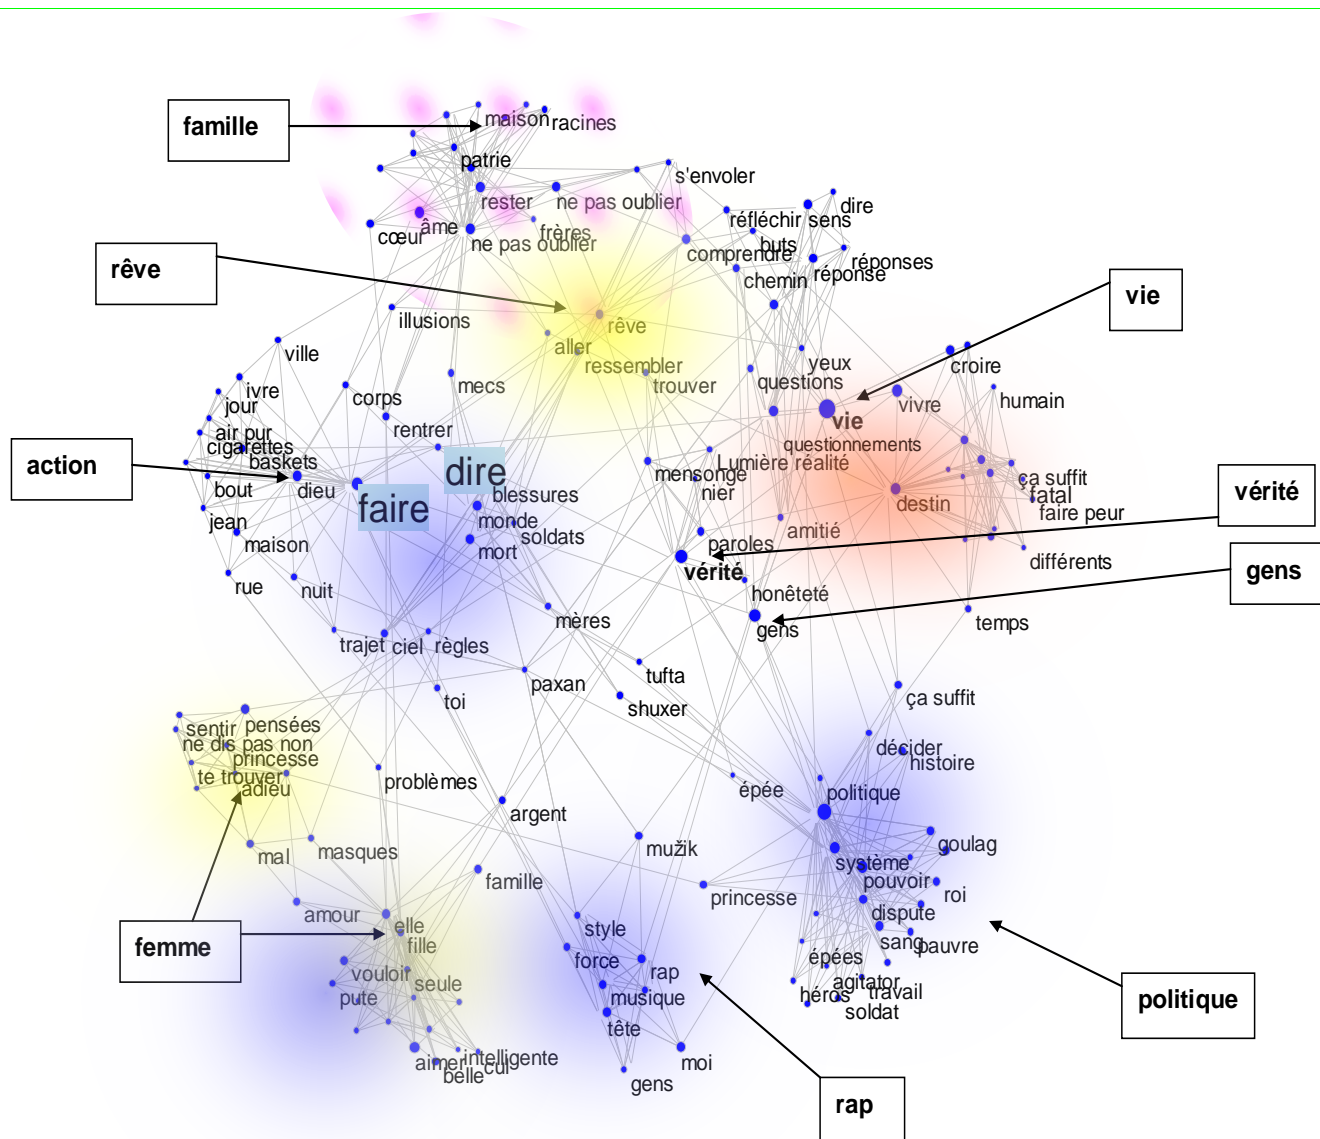 famille
maison
racines
patrie
s'envoler
rester
ne pas oublier
réfléchir
sens
dire
âme
frères
cœur
ne pas oublier
buts
comprendre
réponses
rêve
chemin
réponse
vie
illusions
rêve
aller
ville
ressembler
yeux
croire
trouver
questions
ivre
mecs
corps
vivre
humain
jour
vie
rentrer
air pur
questionnements
cigarettes
baskets
action
dire
Lumière réalité
mensonge
ça suffit
dieu
nier
vérité
bout
blessures
destin
fatal
faire
faire peur
jean
monde
soldats
amitié
maison
mort
paroles
différents
vérité
gens
rue
nuit
honêteté
mères
gens
temps
trajet
ciel
règles
tufta
paxan
toi
shuxer
ça suffit
sentir
pensées
ne dis pas non
décider
princesse
histoire
te trouver
problèmes
adieu
épée
politique
argent
mal
masques
mužik
goulag
système
famille
pouvoir
princesse
roi
amour
dispute
elle
style
femme
fille
sang
pauvre
force
rap
épées
vouloir
seule
agitator
pute
musique
héros
travail
politique
soldat
tête
aimer
intelligente
moi
belle
cul
gens
rap